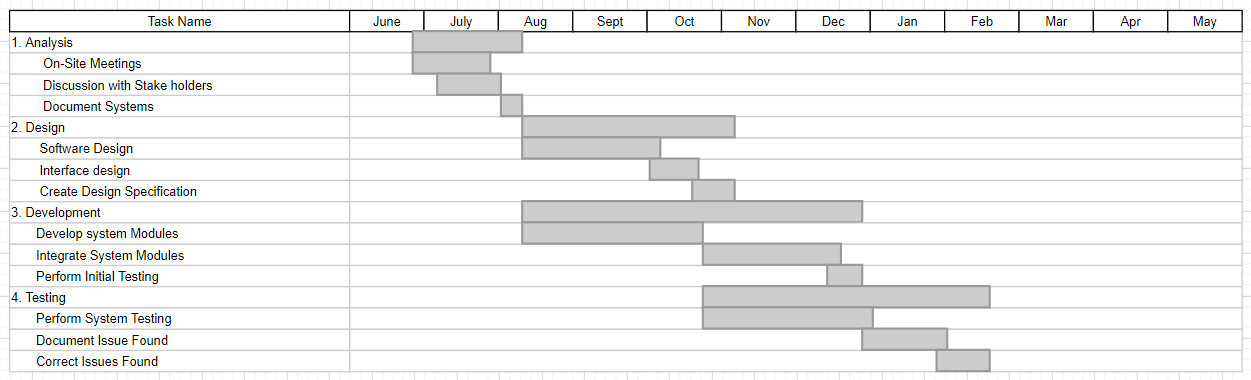 Task Name June July Aug Sept Oct Nov Dec Jan Feb Mar Apr May
1. Analysis
On-Site Meetings
Discussion with Stake holders
Document Systems
2. Design
Software Design
Interface design
Create Design Specification
3. Development
Develop system Modules
Integrate System Modules
Perform Initial Testing
4. Testing
Perform System Testing
Document Issue Found
Correct Issues Found